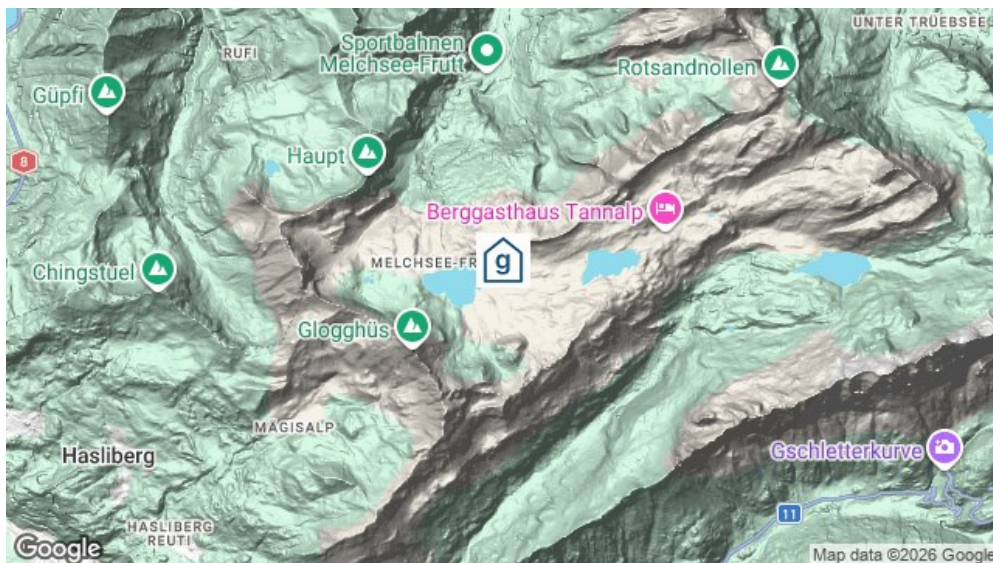 UNTER TRÜEBSEE
RUFI
Sportbahnen
Melchsee-Frutt
Rotsandnollen
Güpfi
8
Haupt
Berggasthaus Tannalp
MELCHSEE-FR
g
Chingstuel
Glogghüs
MÄGISALP
Hasliberg
Gschletterkurve
11
HASLIBERG
REUTI
Google
Map data ©2026 Google